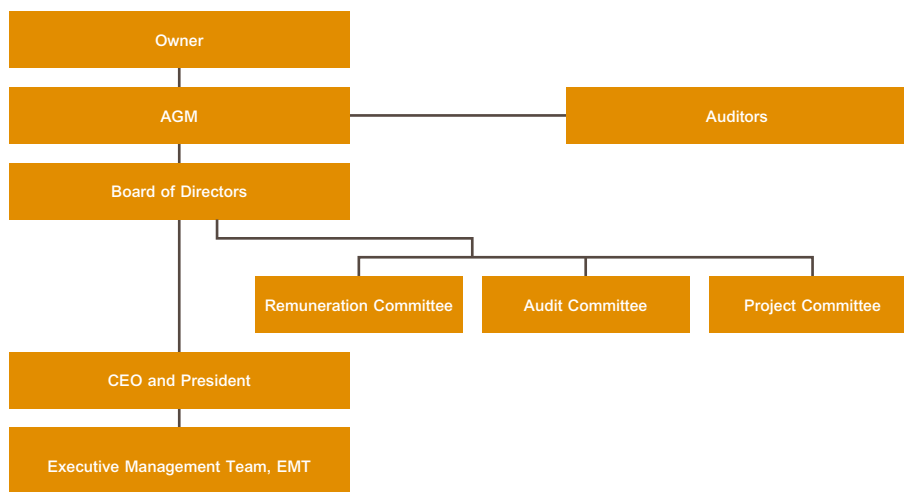 Owner
AGM
Auditors
Board of Directors
Remuneration Committee
Audit Committee
Project Committee
CEO and President
Executive Management Team, EMT